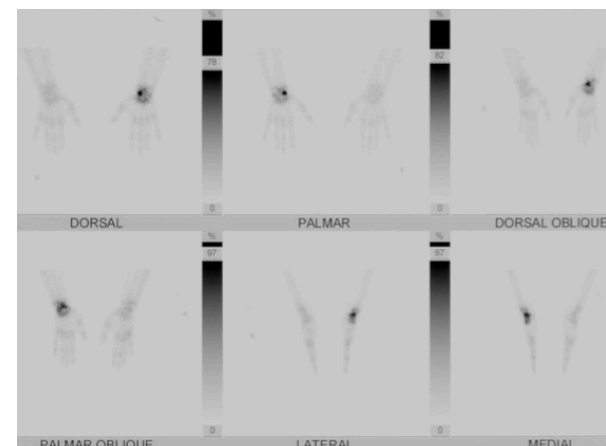 %
78
0
%
82
0
DORSAL
PALMAR
DORSAL OBLIQUE
%
97
0
%
97
0
PALMAR OBLIQUE
LATERAL
MEDIAL